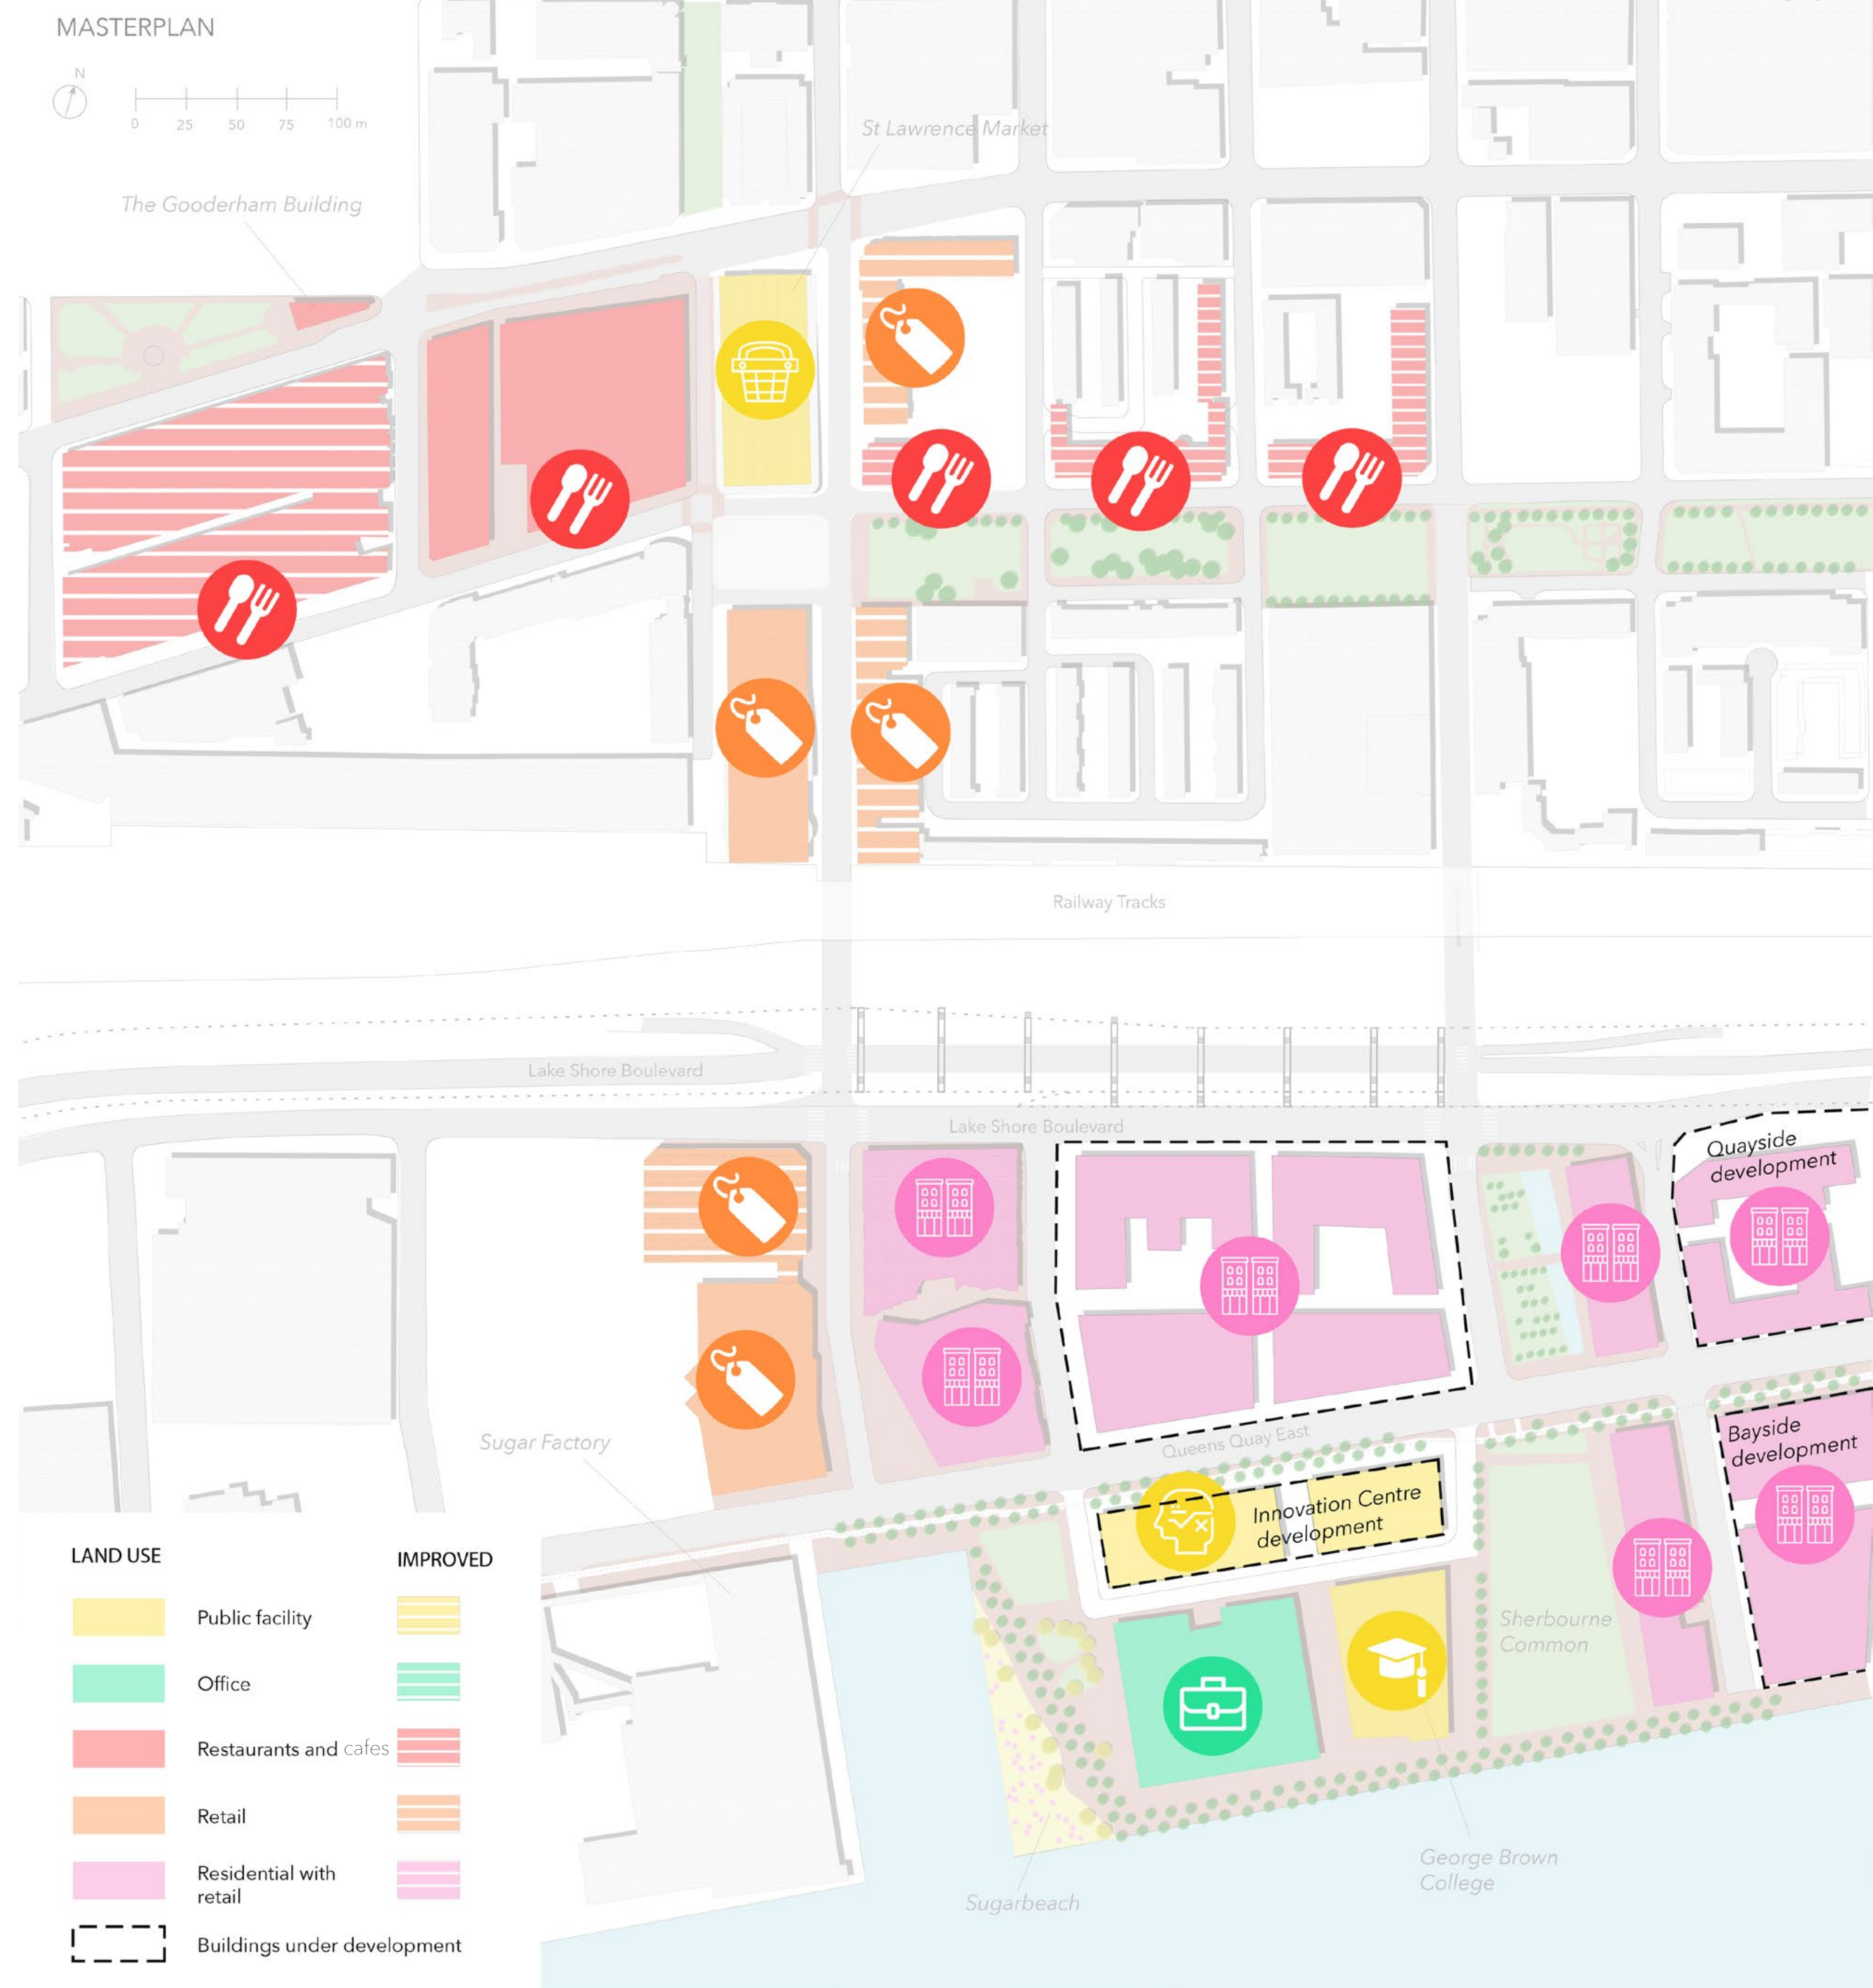 MASTERPLAN
N
0 25 50 75 100 m
St Lawrence Market
The Gooderham Building
Railway Tracks
Lake Shore Boulevard
Lake Shore Boulevard
Quayside
development
Bayside
development
Sugar Factory
Queens Quay East
Innovation Centre
development
Sherbourne
Common
George Brown
College
Sugarbeach
LAND USE
IMPROVED
Public facility
Office
Restaurants and cafes
Retail
Residential with
retail
Buildings under development